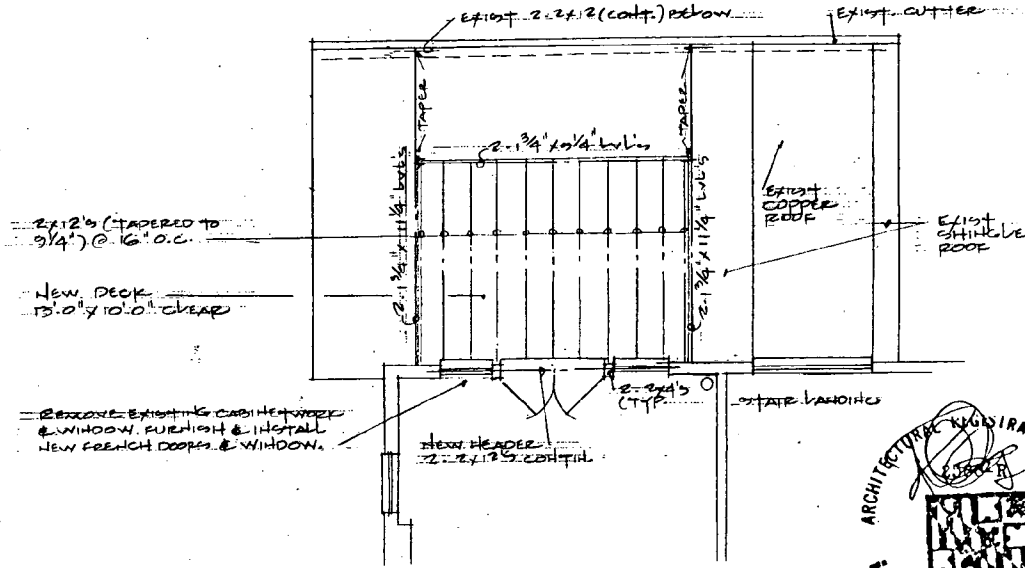 EXIST 2-2x12 (CONT.) BELOW
EXIST. GUTTER
TAPER
TAPER
2-1 3/4" x 9 1/4" LVL'S
2-1 3/4" x 11 1/4" LVL'S
2-1 3/4" x 11 1/4" LVL'S
2x12'S (TAPERED TO
9 1/4") @ 16" O.C.
EXIST
COPPER
ROOF
EXIST
SHINGLE
ROOF
NEW DECK
13'.0" x 10'.0" CLEAR
2-2x4'S
(TYP.
STAIR LANDING
REMOVE EXISTING CABINETWORK
& WINDOW. FURNISH & INSTALL
NEW FRENCH DOORS & WINDOW.
NEW HEADER
2-2x12'S CONTIN.
ARCHITECTURAL REGISTRA